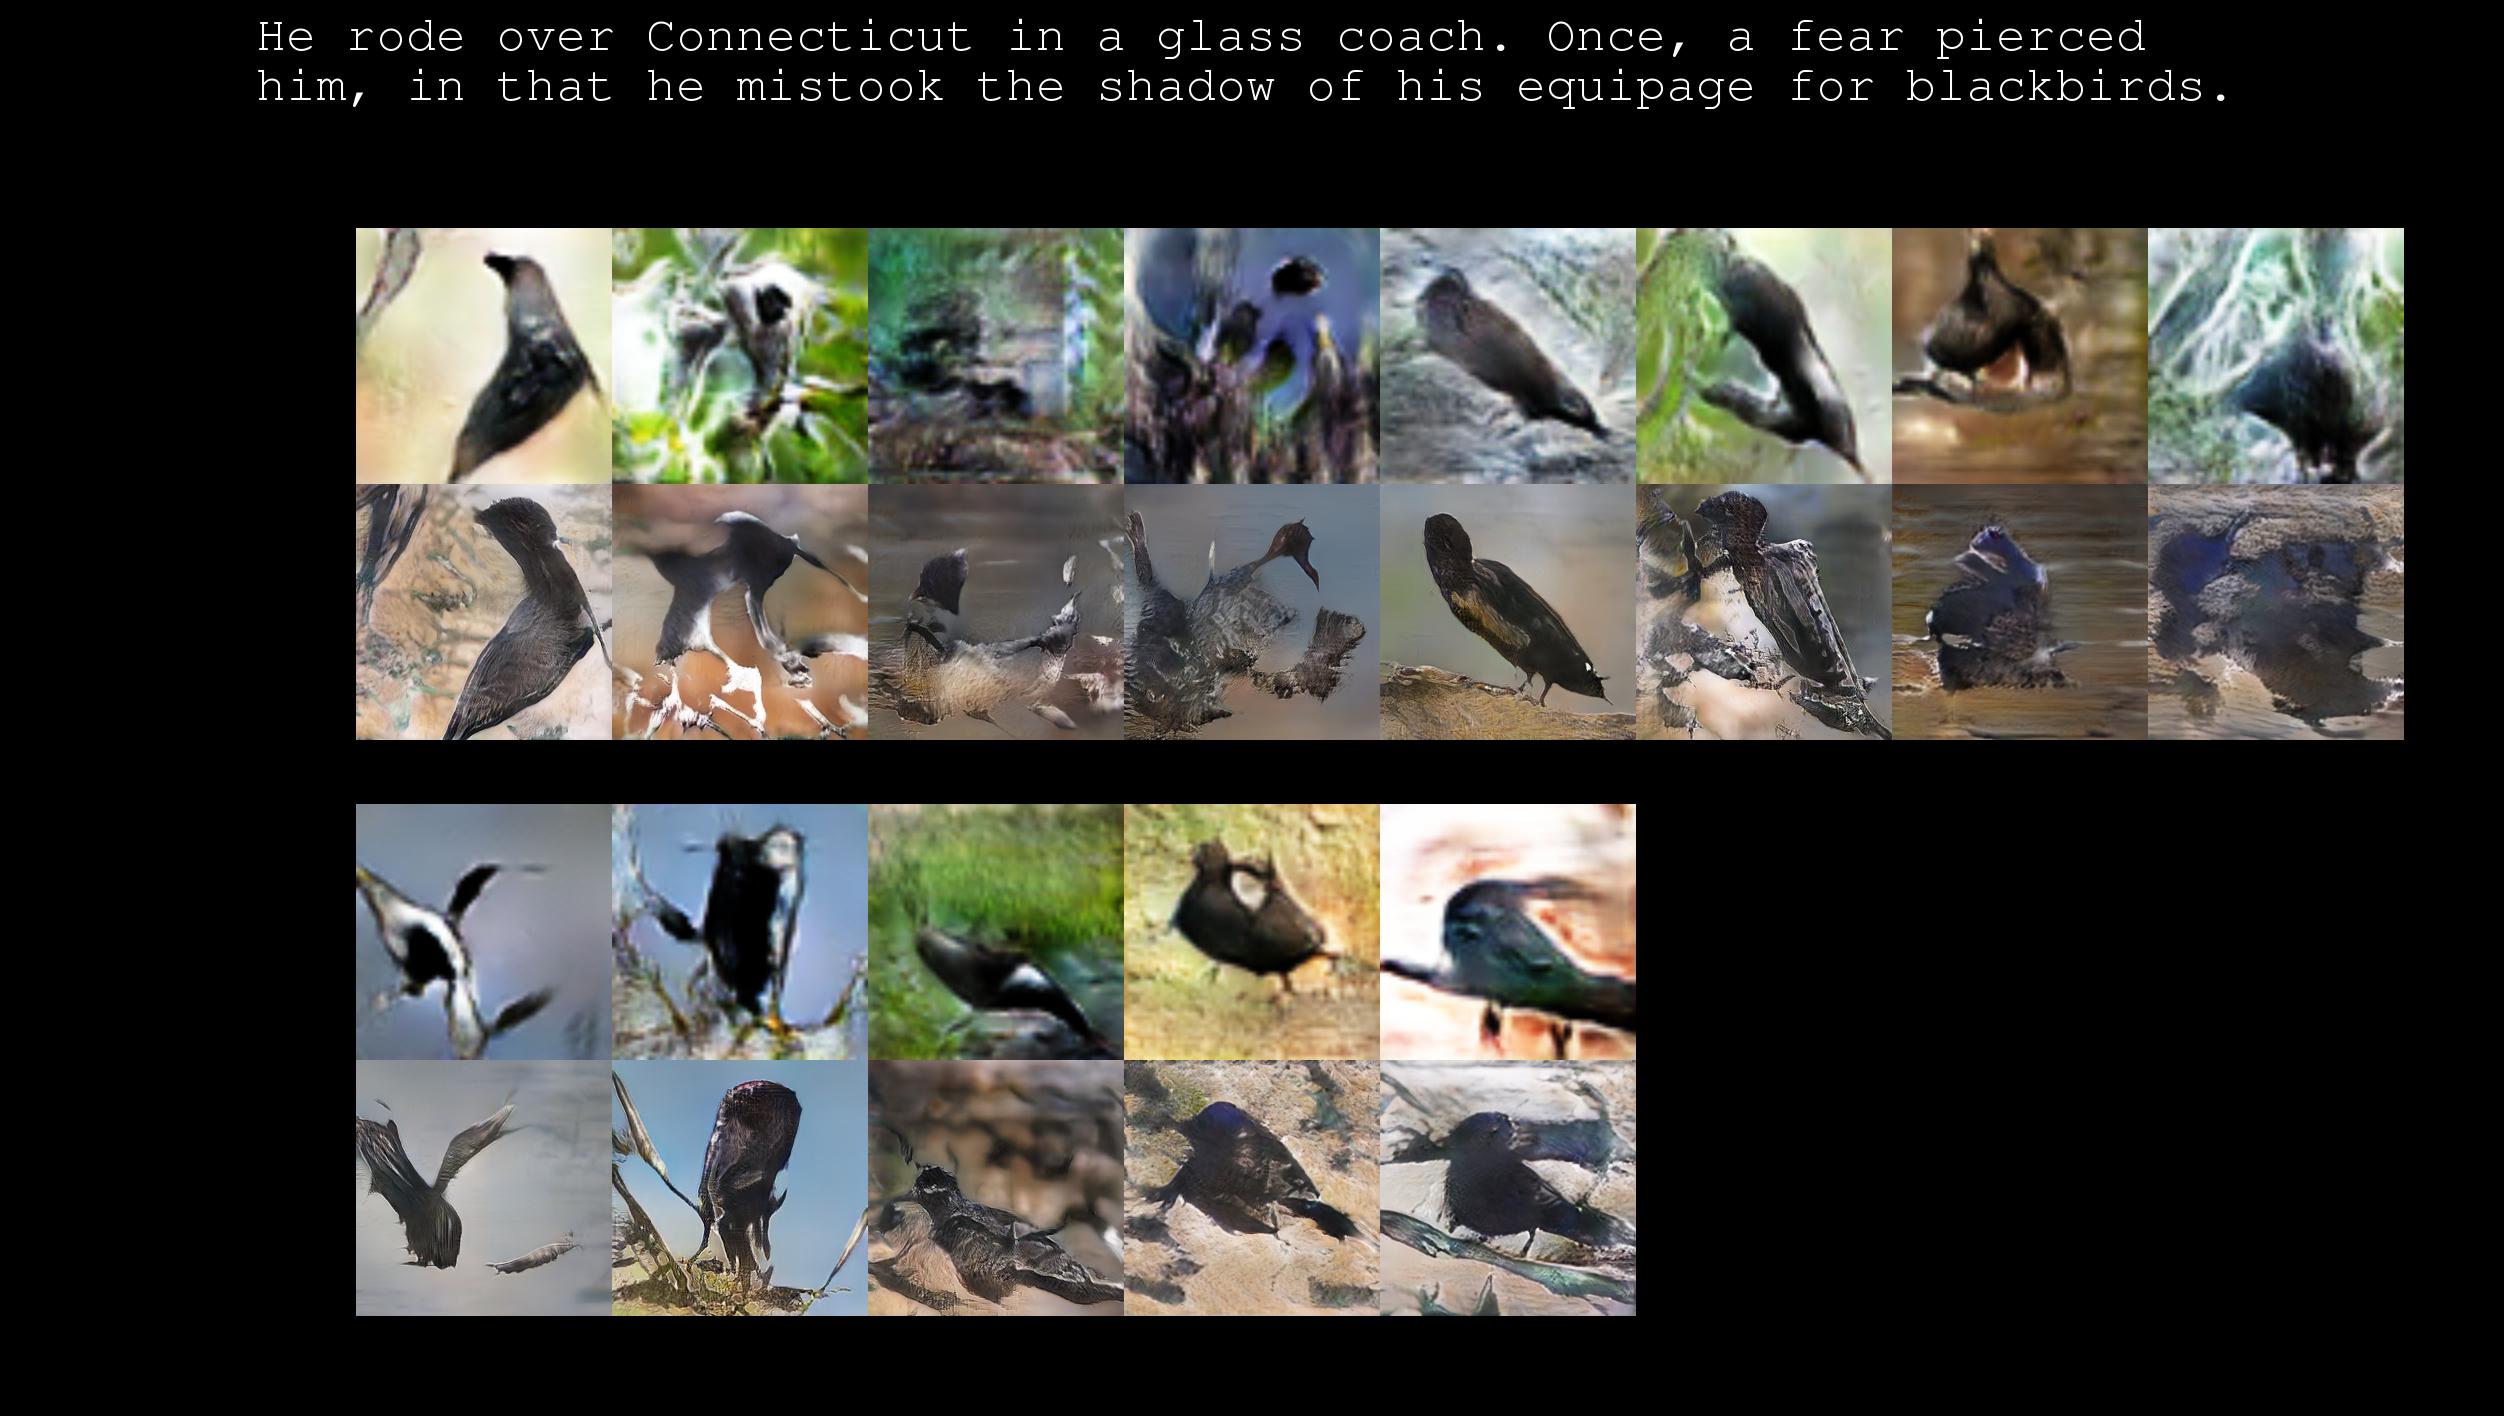 He rode over Connecticut in a glass coach. Once, a fear pierced
him, in that he mistook the shadow of his equipage for blackbirds.